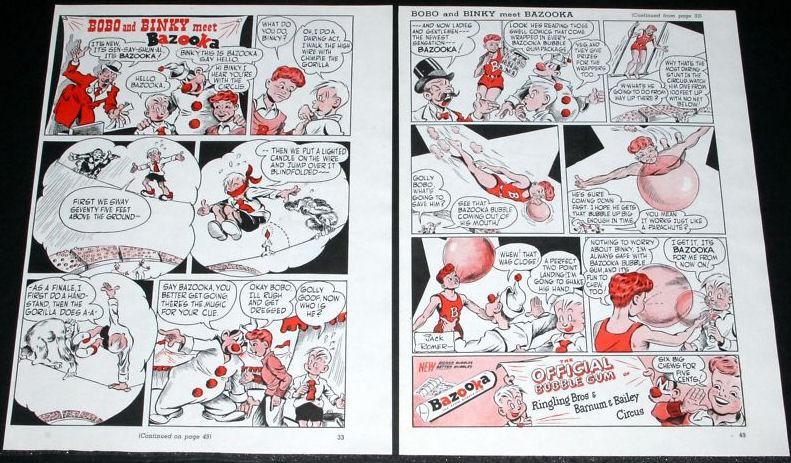 BOBO and BINKY meet
Bazooka
IT'S NEW,
IT'S SEN-SAY-SHUN-AL,
IT'S BAZOOKA!
HELLO
BAZOOKA.
BINKY THIS IS BAZOOKA
SAY HELLO.
HI BINKY, I
HEAR YOU'RE
WITH THE
CIRCUS
WHAT DO
YOU DO,
BINKY?
OH, I DO A
DARING ACT.
I WALK THE HIGH
WIRE WITH
CHIMPIE THE
GORILLA
FIRST WE SWAY
SEVENTY FIVE FEET
ABOVE THE GROUND—
— THEN WE PUT A LIGHTED
CANDLE ON THE WIRE
AND JUMP OVER IT
BLINDFOLDED—
-AS A FINALE, I
FIRST DO A HAND-
STAND, THEN THE
GORILLA DOES A-A-
SAY BAZOOKA, YOU
BETTER GET GOING,
THERE'S THE MUSIC
FOR YOUR CUE.
OKAY BOBO,
I'LL RUSH
AND GET
DRESSED
GOLLY
GOOF, NOW
WHO IS
HE?
(Continued on page 43)
33
BOBO and BINKY meet BAZOOKA
(Continued from page 33)
— AND NOW LADIES
AND GENTLEMEN—
THE NEWEST
SENSATION—
BAZOOKA!
LOOK HE'S READING THOSE
SWELL COMICS THAT COME
WRAPPED IN EVERY
BAZOOKA BUBBLE
GUM PACKAGE.
YES, AND
THEY GIVE
PRIZES
FOR THE
WRAPPERS
TOO.
W-WHAT'S HE
GOING TO DO FROM
WAY UP THERE?
WHY THAT'S THE
MOST DARING
STUNT IN THE
CIRCUS. WATCH
HIM DIVE FROM
100 FEET UP
WITH NO NET
BELOW!
GOLLY
BOBO,
WHAT'S
GOING TO
SAVE HIM?
SEE THAT
BAZOOKA BUBBLE
COMING OUT OF
HIS MOUTH!
HE'S SURE
COMING DOWN
FAST. I HOPE HE GETS
THAT BUBBLE UP BIG
ENOUGH IN TIME.
YOU MEAN
IT WORKS JUST LIKE
A PARACHUTE?
WHEW! THAT
WAS CLOSE!
A PERFECT
TWO POINT
LANDING. I'M
GOING TO SHAKE
HIS HAND.
JACK
ROMER—
NOTHING TO WORRY
ABOUT BINKY, I'M
ALWAYS SAFE WITH
BAZOOKA BUBBLE
GUM, AND IT'S
FUN TO
CHEW
TOO.
I GET IT. IT'S
BAZOOKA
FOR ME FROM
NOW ON!
NEW BIGGER BUBBLES
BETTER BUBBLES
Bazooka
THE
OFFICIAL
BUBBLE GUM OF
Ringling Bros &
Barnum & Bailey
Circus
SIX BIG
CHEWS FOR
FIVE
CENTS.
43